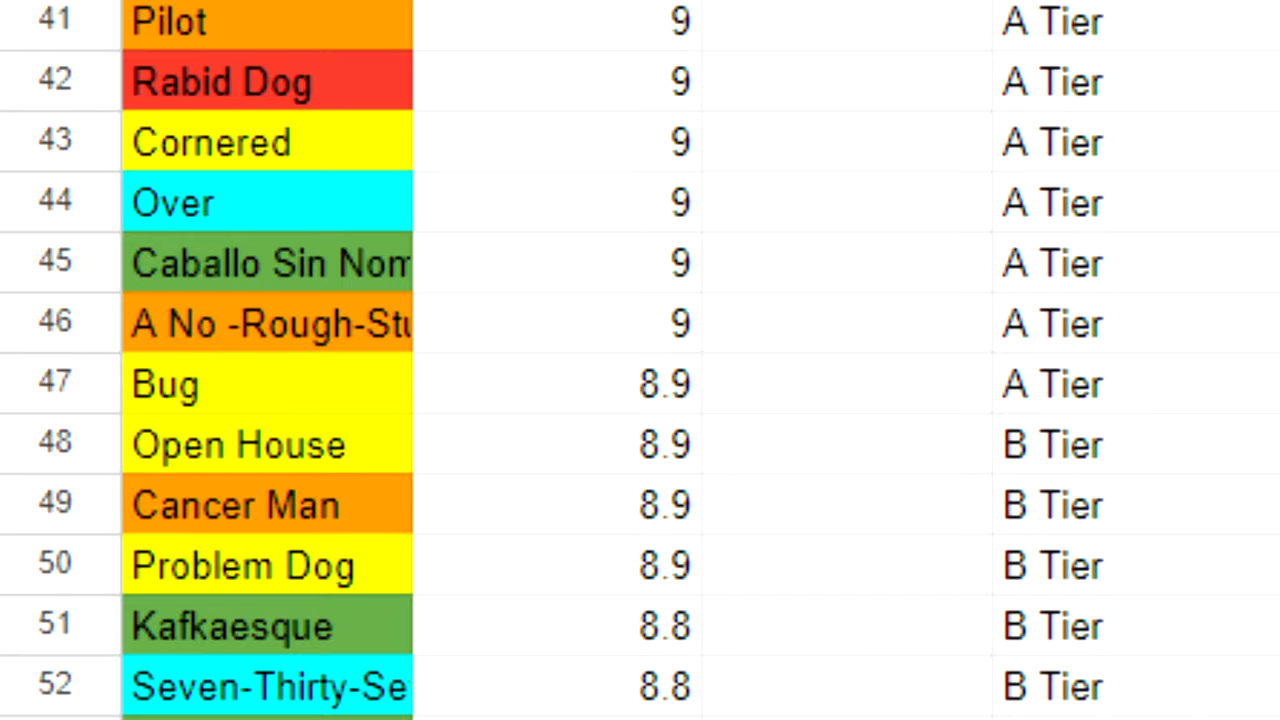 41 Pilot 9 A Tier
42 Rabid Dog 9 A Tier
43 Cornered 9 A Tier
44 Over 9 A Tier
45 Caballo Sin Nom 9 A Tier
46 A No -Rough-Stu 9 A Tier
47 Bug 8.9 A Tier
48 Open House 8.9 B Tier
49 Cancer Man 8.9 B Tier
50 Problem Dog 8.9 B Tier
51 Kafkaesque 8.8 B Tier
52 Seven-Thirty-Se 8.8 B Tier